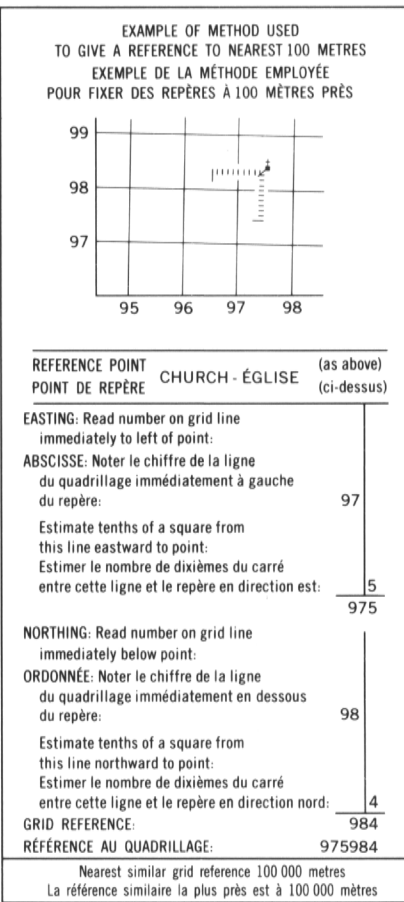 EXAMPLE OF METHOD USED
TO GIVE A REFERENCE TO NEAREST 100 METRES
EXEMPLE DE LA MÉTHODE EMPLOYÉE
POUR FIXER DES REPÈRES À 100 MÈTRES PRÈS
99
98
97
95 96 97 98
REFERENCE POINT
POINT DE REPÈRE
CHURCH - ÉGLISE
(as above)
(ci-dessus)
EASTING: Read number on grid line
immediately to left of point:
ABSCISSE: Noter le chiffre de la ligne
du quadrillage immédiatement à gauche
du repère: 97
Estimate tenths of a square from
this line eastward to point:
Estimer le nombre de dixièmes du carré
entre cette ligne et le repère en direction est: 5
975
NORTHING: Read number on grid line
immediately below point:
ORDONNÉE: Noter le chiffre de la ligne
du quadrillage immédiatement en dessous
du repère: 98
Estimate tenths of a square from
this line northward to point:
Estimer le nombre de dixièmes du carré
entre cette ligne et le repère en direction nord: 4
GRID REFERENCE: 984
RÉFÉRENCE AU QUADRILLAGE: 975984
Nearest similar grid reference 100 000 metres
La référence similaire la plus près est à 100 000 mètres